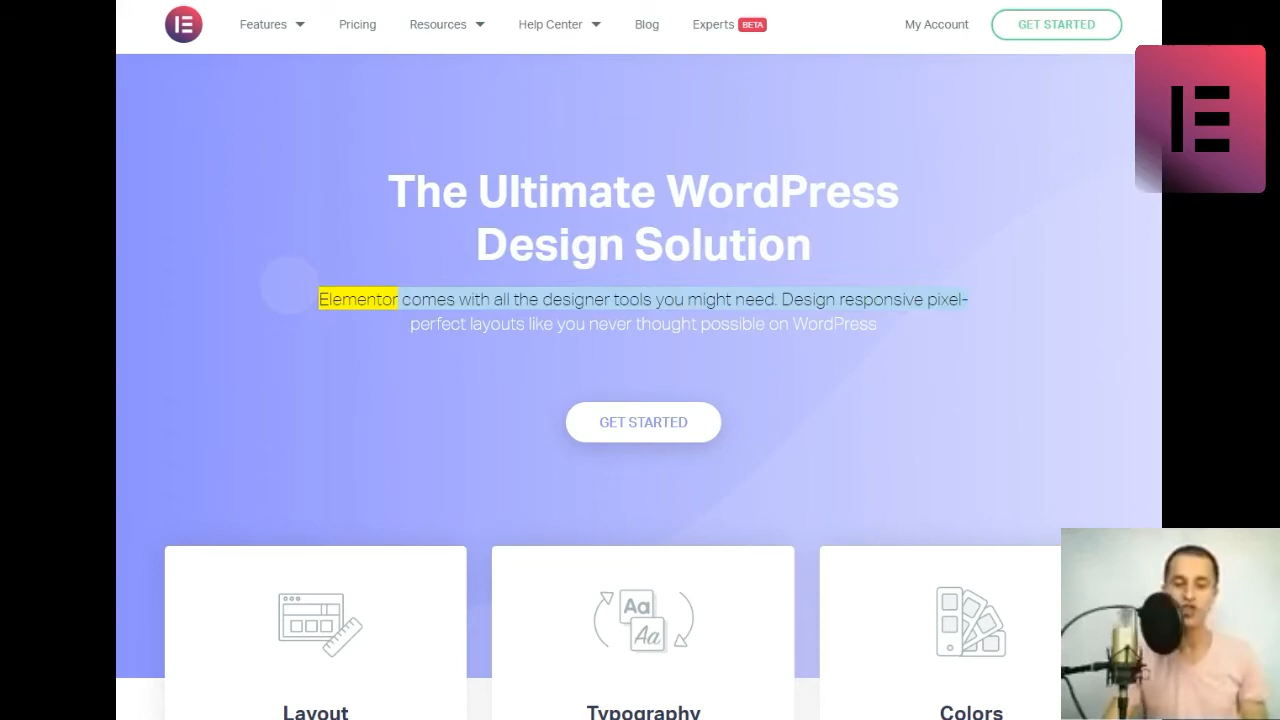 Features Pricing Resources Help Center Blog Experts BETA My Account GET STARTED
The Ultimate WordPress
Design Solution
Elementor comes with all the designer tools you might need. Design responsive pixel-
perfect layouts like you never thought possible on WordPress
GET STARTED
Aa
Aa
Layout Typography Colors